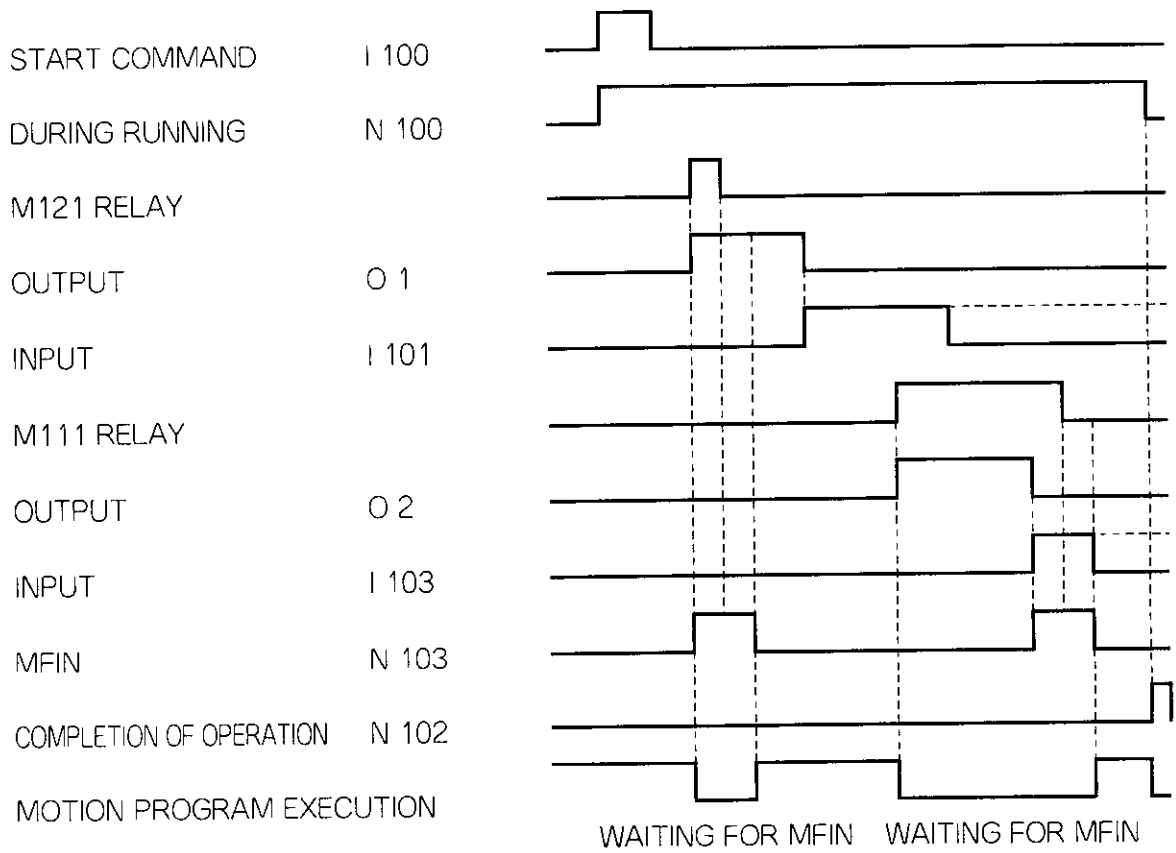 START COMMAND I 100
DURING RUNNING N 100
M121 RELAY
OUTPUT O 1
INPUT I 101
M111 RELAY
OUTPUT O 2
INPUT I 103
MFIN N 103
COMPLETION OF OPERATION N 102
MOTION PROGRAM EXECUTION
WAITING FOR MFIN WAITING FOR MFIN